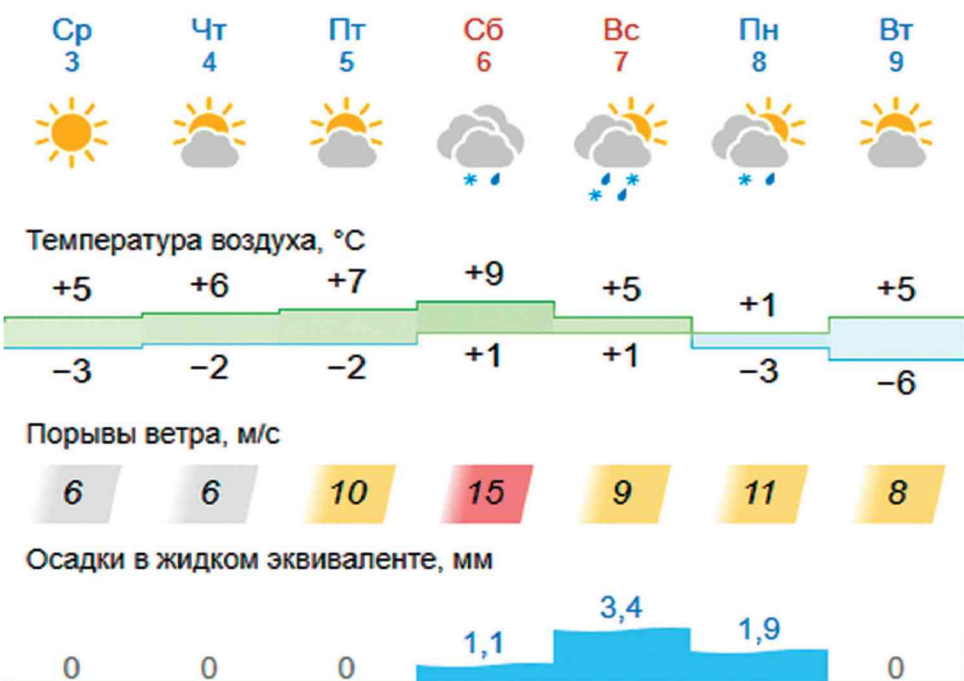 Ср Чт Пт Сб Вс Пн Вт
3 4 5 6 7 8 9
Температура воздуха, °C
+5 +6 +7 +9 +5 +1 +5
−3 −2 −2 +1 +1 −3 −6
Порывы ветра, м/с
6 6 10 15 9 11 8
Осадки в жидком эквиваленте, мм
0 0 0 1,1 3,4 1,9 0